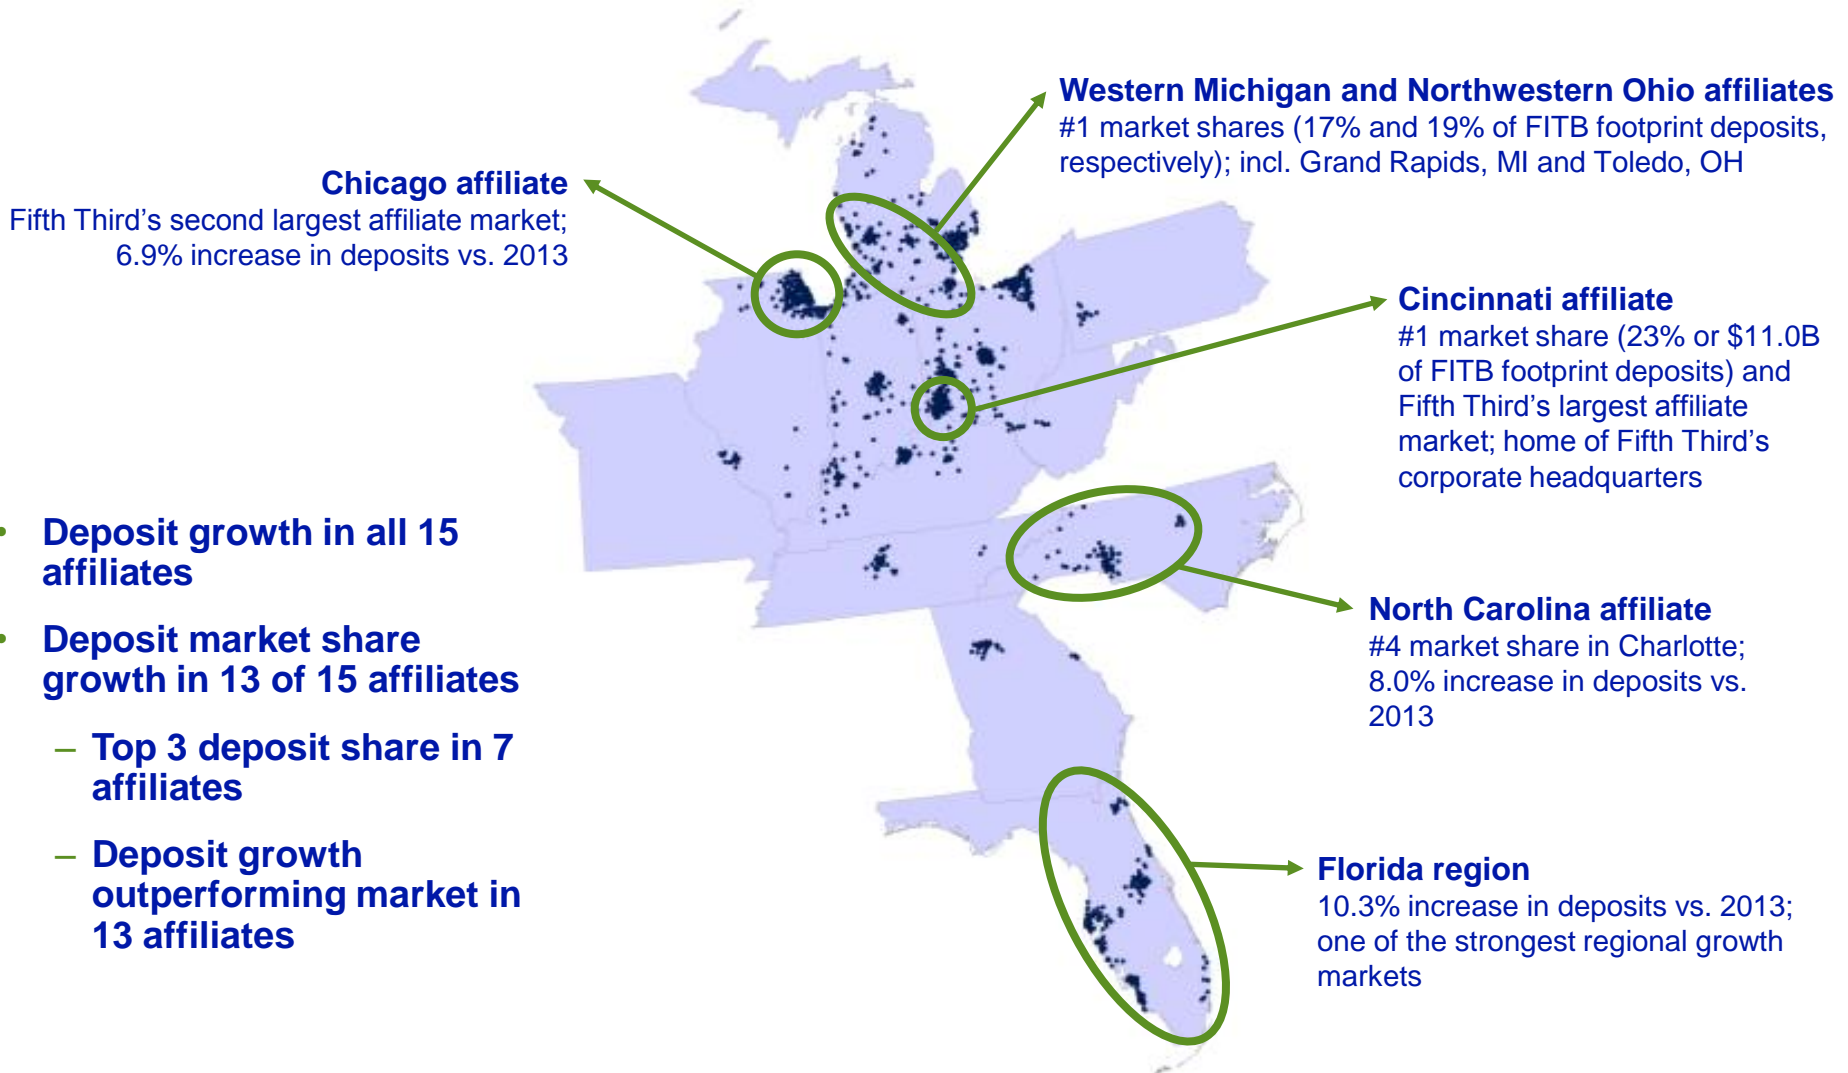 Western Michigan and Northwestern Ohio affiliates
#1 market shares (17% and 19% of FITB footprint deposits,
respectively); incl. Grand Rapids, MI and Toledo, OH
Chicago affiliate
Fifth Third’s second largest affiliate market;
6.9% increase in deposits vs. 2013
Cincinnati affiliate
#1 market share (23% or $11.0B
of FITB footprint deposits) and
Fifth Third’s largest affiliate
market; home of Fifth Third’s
corporate headquarters
• Deposit growth in all 15
affiliates
• Deposit market share
growth in 13 of 15 affiliates
– Top 3 deposit share in 7
affiliates
– Deposit growth
outperforming market in
13 affiliates
North Carolina affiliate
#4 market share in Charlotte;
8.0% increase in deposits vs.
2013
Florida region
10.3% increase in deposits vs. 2013;
one of the strongest regional growth
markets